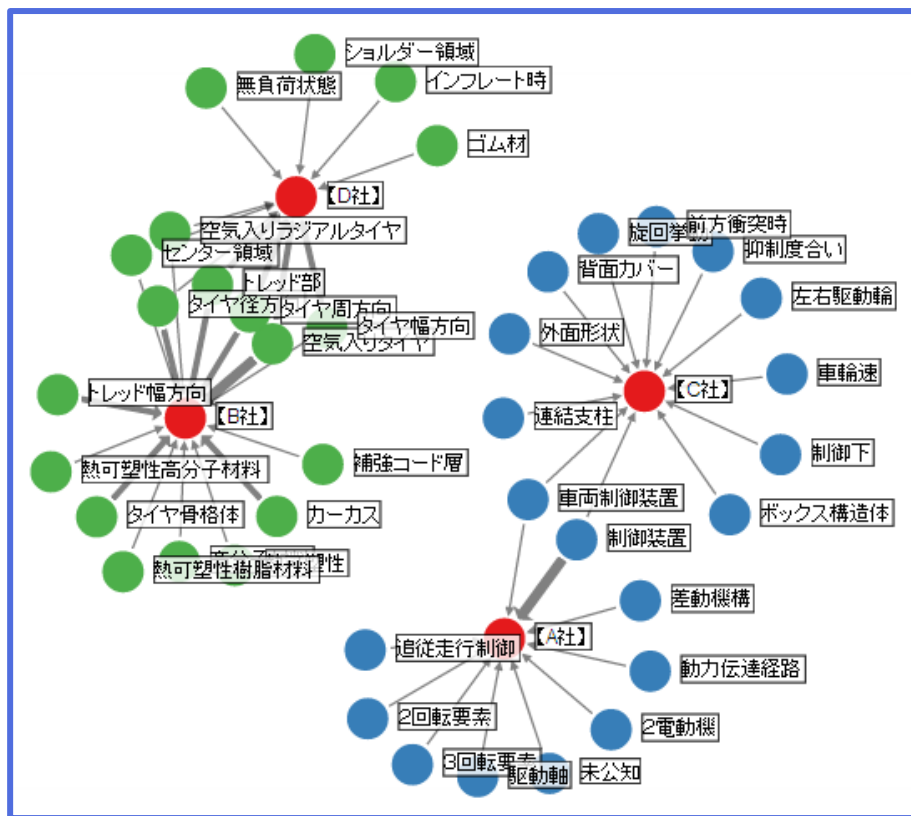 ショルダー領域
無負荷状態
インフレート時
ゴム材
【D社】
空気入りラジアルタイヤ
センター領域
トレッド部
タイヤ径方
タイヤ周方向
タイヤ幅方向
空気入りタイヤ
トレッド幅方向
【B社】
熱可塑性高分子材料
補強コード層
タイヤ骨格体
カーカス
熱可塑性樹脂材料
塑性
前方衝突時
旋回挙動
抑制度合い
背面カバー
左右駆動輪
外面形状
車輪速
【C社】
連結支柱
制御下
車両制御装置
ボックス構造体
制御装置
差動機構
【A社】
追従走行制御
動力伝達経路
2回転要素
2電動機
3回転要素
駆動軸
未公知